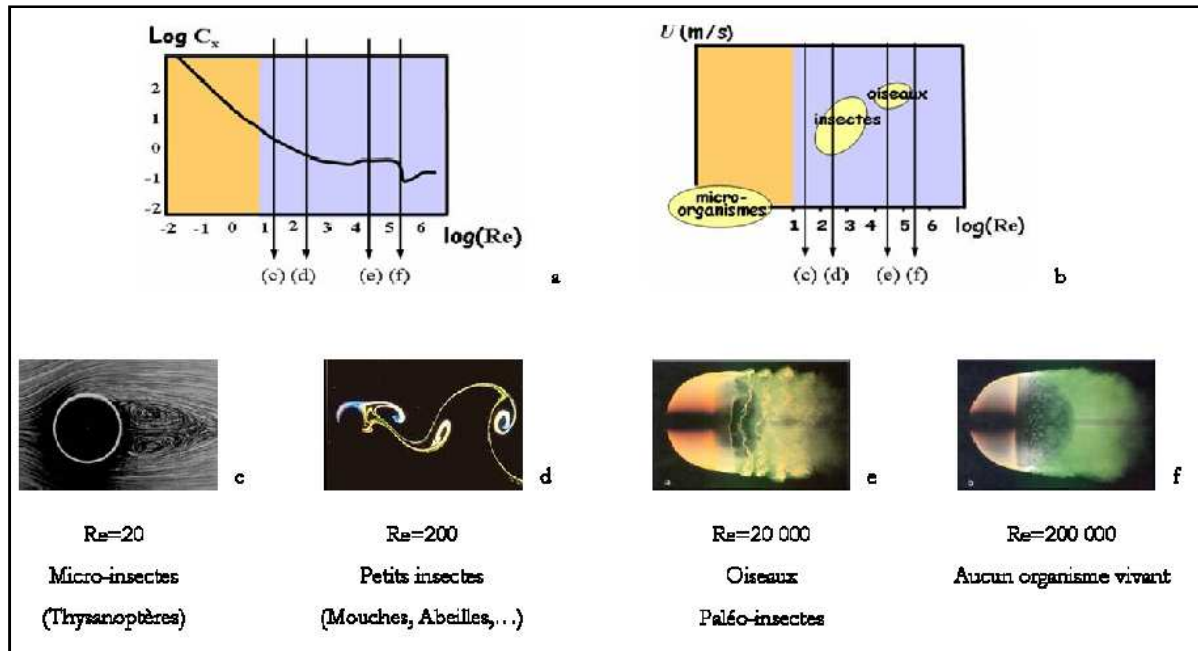 Log Cx
2
1
0
-1
-2
-2 -1 0 1 2 3 4 5 6 log(Re)
(c) (d) (e) (f)
a
U (m/s)
oiseaux
insectes
micro-
organismes
1 2 3 4 5 6 log(Re)
(c) (d) (e) (f)
b
c
d
a
e
b
f
Re=20
Micro-insectes
(Thysanoptères)
Re=200
Petits insectes
(Mouches, Abeilles,…)
Re=20 000
Oiseaux
Paléo-insectes
Re=200 000
Aucun organisme vivant